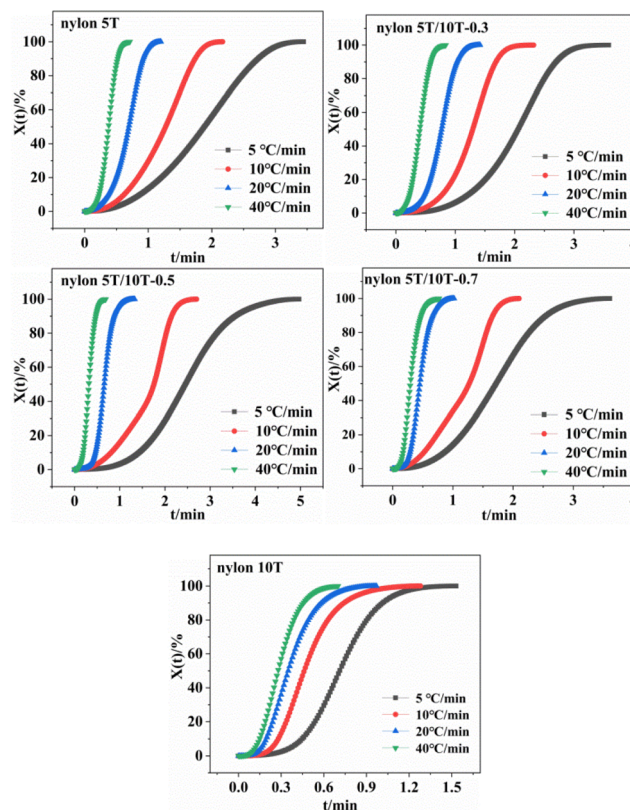 nylon 5T
100
80
60
40
20
0
X(t)/%
5 °C/min
10°C/min
20°C/min
40°C/min
0 1 2 3
t/min
nylon 5T/10T-0.3
100
80
60
40
20
0
X(t)/%
5 °C/min
10°C/min
20°C/min
40°C/min
0 1 2 3
t/min
nylon 5T/10T-0.5
100
80
60
40
20
0
X(t)/%
5 °C/min
10°C/min
20°C/min
40°C/min
0 1 2 3 4 5
t/min
nylon 5T/10T-0.7
100
80
60
40
20
0
X(t)/%
5 °C/min
10°C/min
20°C/min
40°C/min
0 1 2 3
t/min
nylon 10T
100
80
60
40
20
0
X(t)/%
5 °C/min
10°C/min
20°C/min
40°C/min
0.0 0.3 0.6 0.9 1.2 1.5
t/min